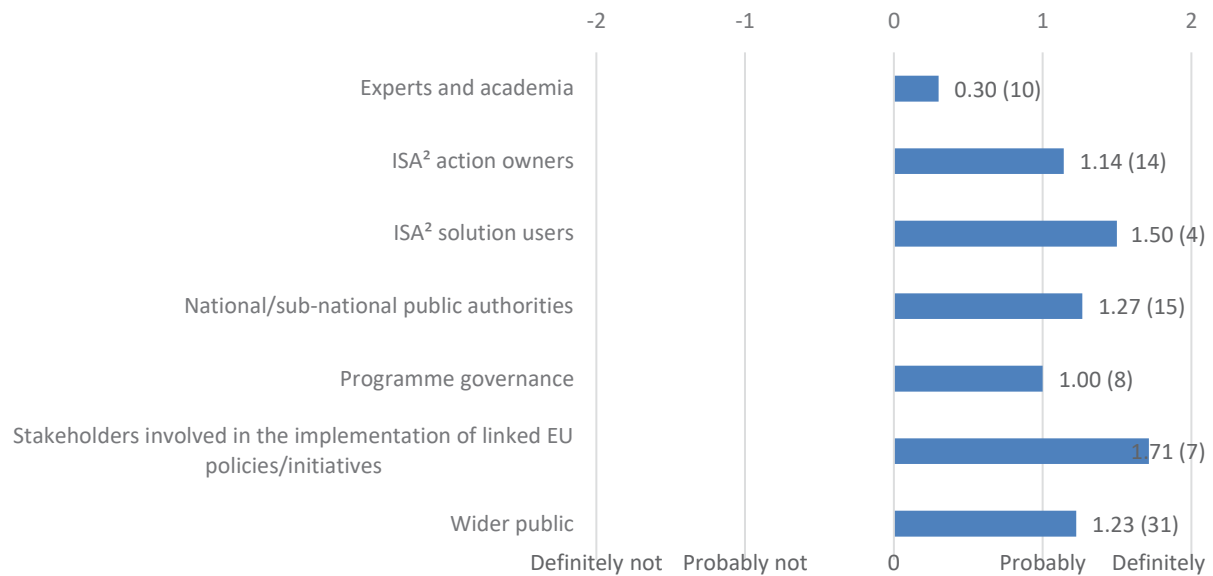 -2 -1 0 1 2
Experts and academia 0.30 (10)
ISA² action owners 1.14 (14)
ISA² solution users 1.50 (4)
National/sub-national public authorities 1.27 (15)
Programme governance 1.00 (8)
Stakeholders involved in the implementation of linked EU
policies/initiatives
1.71 (7)
Wider public 1.23 (31)
Definitely not Probably not 0 Probably Definitely